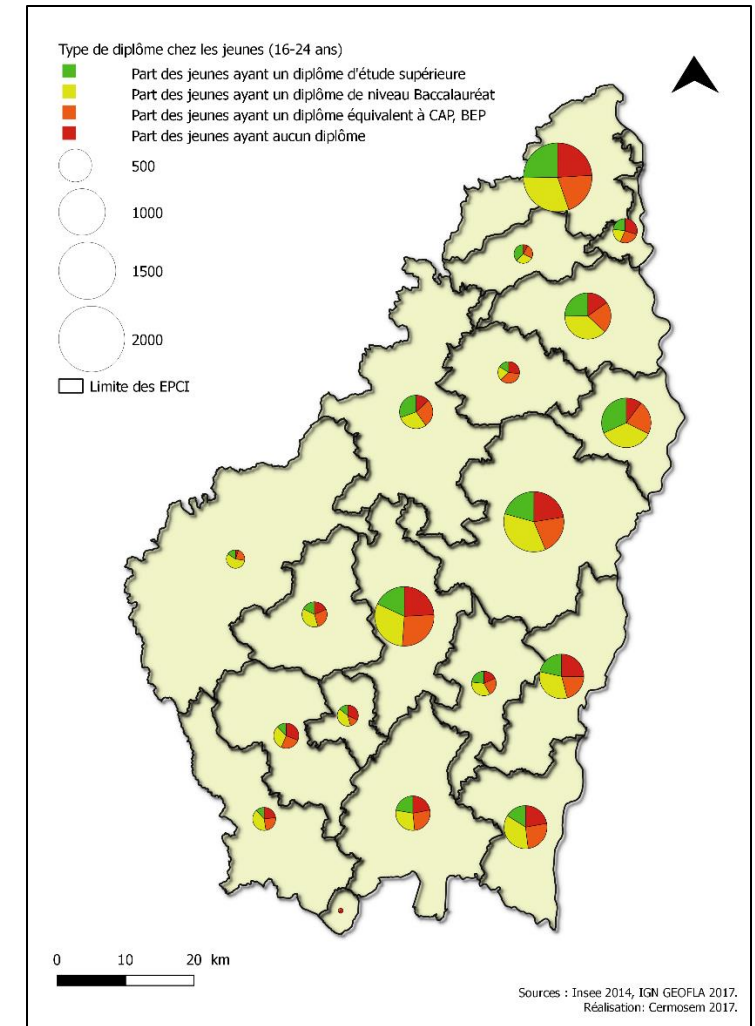 Type de diplôme chez les jeunes (16-24 ans)
Part des jeunes ayant un diplôme d'étude supérieure
Part des jeunes ayant un diplôme de niveau Baccalauréat
Part des jeunes ayant un diplôme équivalent à CAP, BEP
Part des jeunes ayant aucun diplôme
500
1000
1500
2000
Limite des EPCI
0 10 20 km
Sources : Insee 2014, IGN GEOFLA 2017.
Réalisation: Cermosem 2017.